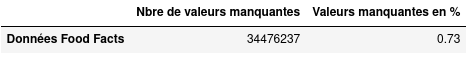 Nbre de valeurs manquantes Valeurs manquantes en %
Données Food Facts 34476237 0.73